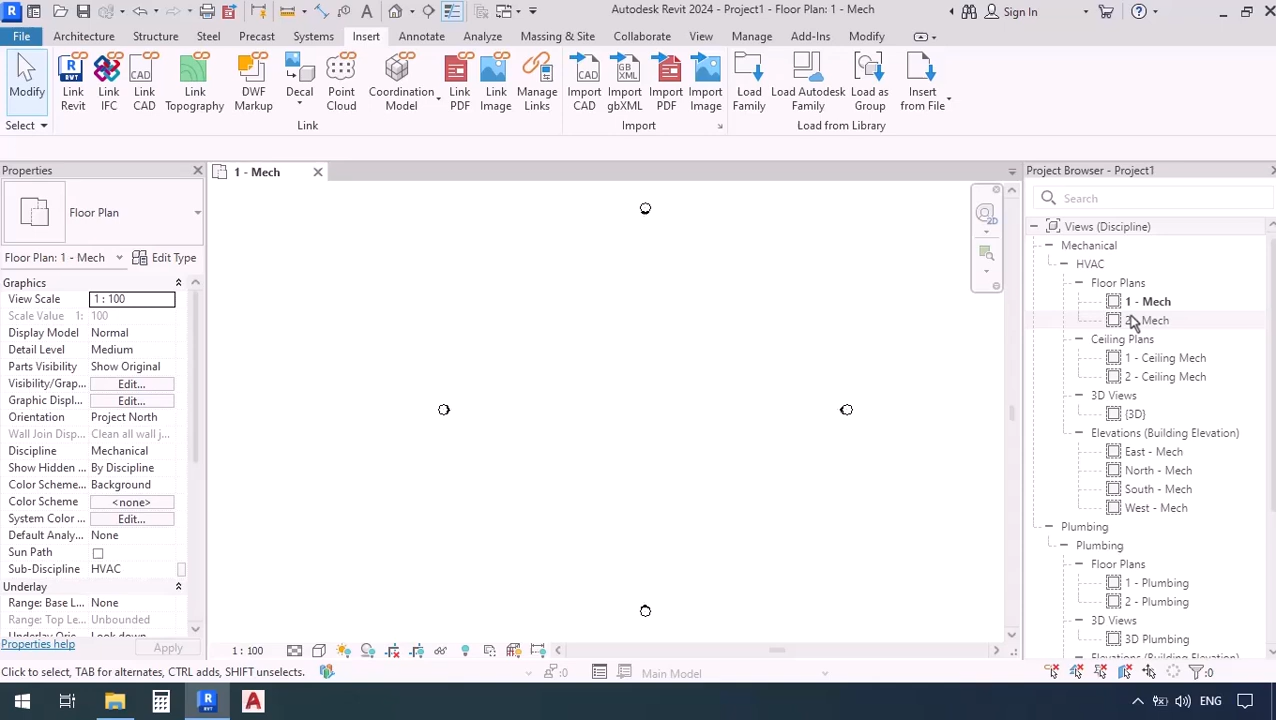 R
A
Autodesk Revit 2024 - Project1 - Floor Plan: 1 - Mech
Sign In
File
Architecture
Structure
Steel
Precast
Systems
Insert
Annotate
Analyze
Massing & Site
Collaborate
View
Manage
Add-Ins
Modify
Modify
Link Revit
Link IFC
Link CAD
Link Topography
DWF Markup
Decal
Point Cloud
Coordination Model
Link PDF
Link Image
Manage Links
Import CAD
Import gbXML
Import PDF
Import Image
Load Family
Load Autodesk Family
Load as Group
Insert from File
Select
Link
Import
Load from Library
Properties
Floor Plan
Floor Plan: 1 - Mech
Edit Type
Graphics
View Scale 1 : 100
Scale Value 1: 100
Display Model Normal
Detail Level Medium
Parts Visibility Show Original
Visibility/Grap... Edit...
Graphic Displ... Edit...
Orientation Project North
Wall Join Disp... Clean all wall j...
Discipline Mechanical
Show Hidden ... By Discipline
Color Scheme... Background
Color Scheme <none>
System Color ... Edit...
Default Analy... None
Sun Path
Sub-Discipline HVAC
Underlay
Range: Base L... None
Range: Top Le... Unbounded
Underlay Orie... Look down
Properties help
Apply
1 - Mech
2D
1 : 100
Project Browser - Project1
Search
Views (Discipline)
Mechanical
HVAC
Floor Plans
1 - Mech
2 - Mech
Ceiling Plans
1 - Ceiling Mech
2 - Ceiling Mech
3D Views
{3D}
Elevations (Building Elevation)
East - Mech
North - Mech
South - Mech
West - Mech
Plumbing
Plumbing
Floor Plans
1 - Plumbing
2 - Plumbing
3D Views
3D Plumbing
Elevations (Building Elevation)
Click to select, TAB for alternates, CTRL adds, SHIFT unselects.
:0
Main Model
:0
R
A
ENG